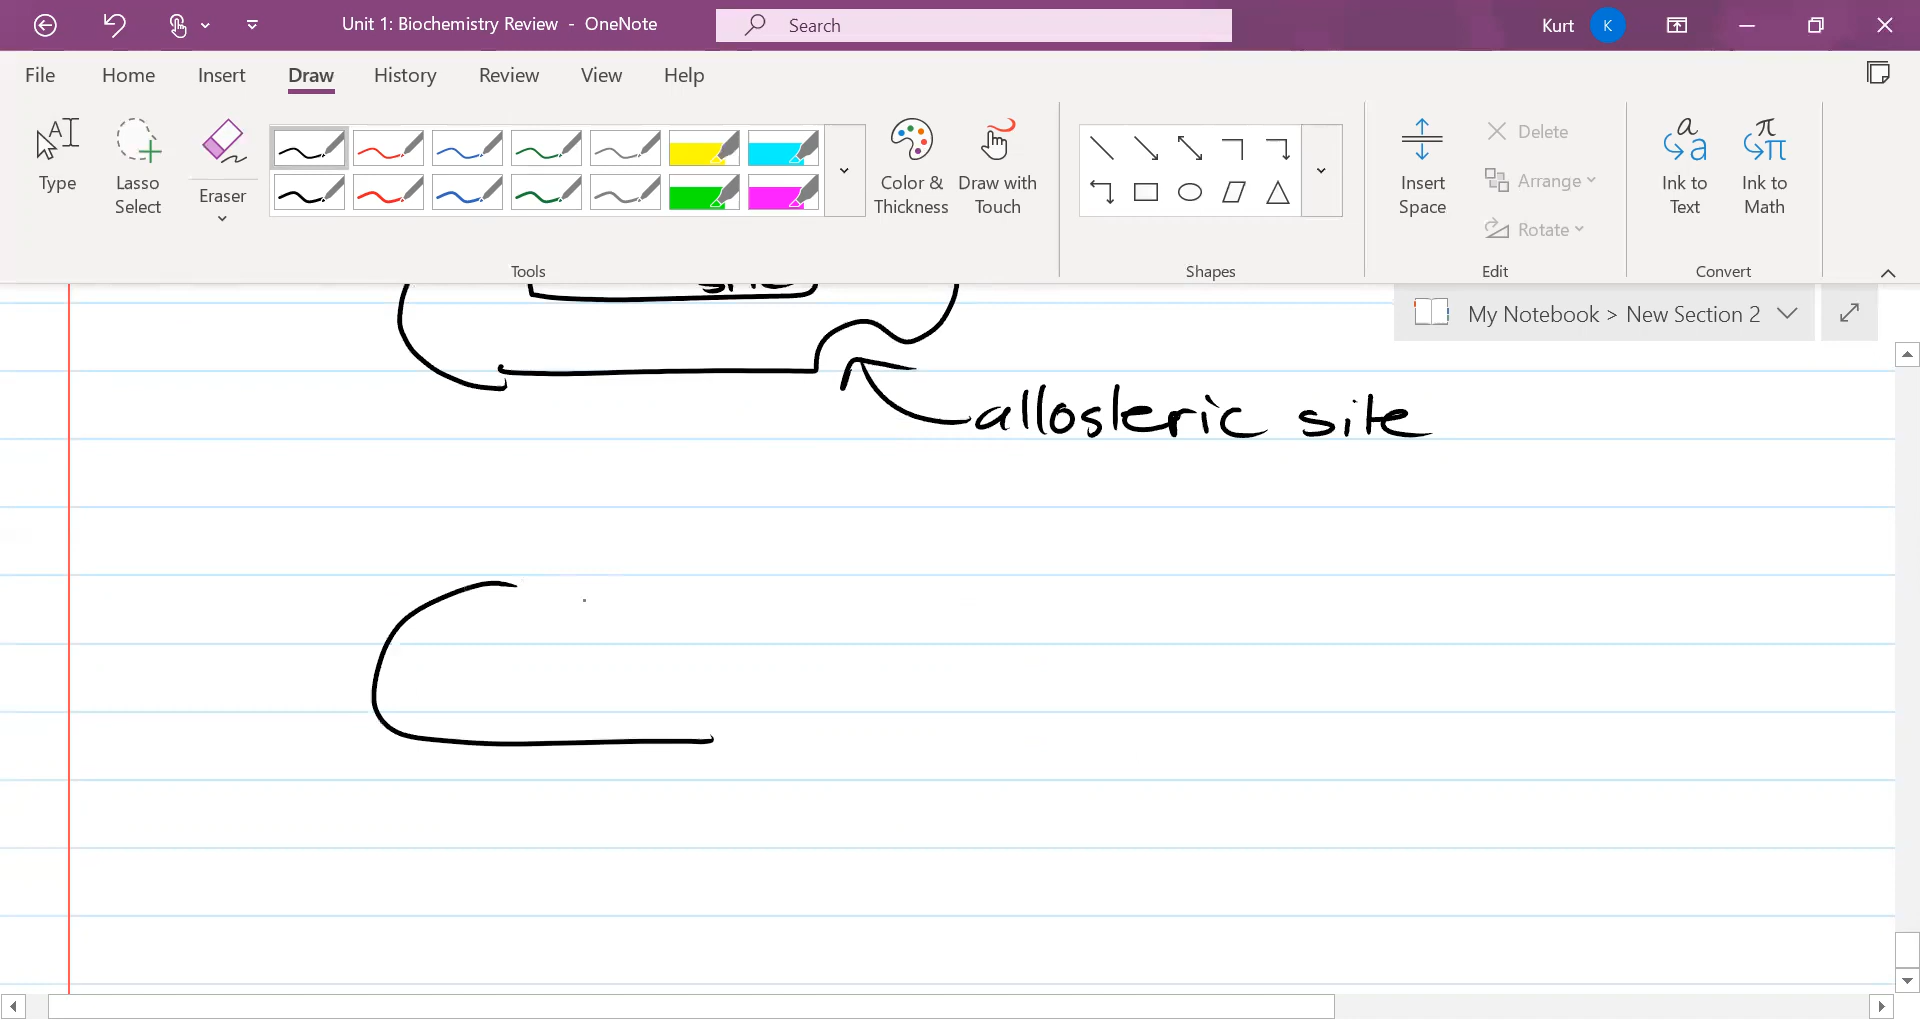 Unit 1: Biochemistry Review - OneNote
Search
Kurt
K
File Home Insert Draw History Review View Help
Type
Lasso Select
Eraser
Color & Thickness
Draw with Touch
Insert Space
Delete
Arrange
Rotate
Ink to Text
Ink to Math
Tools
Shapes
Edit
Convert
site
My Notebook > New Section 2
allosteric site